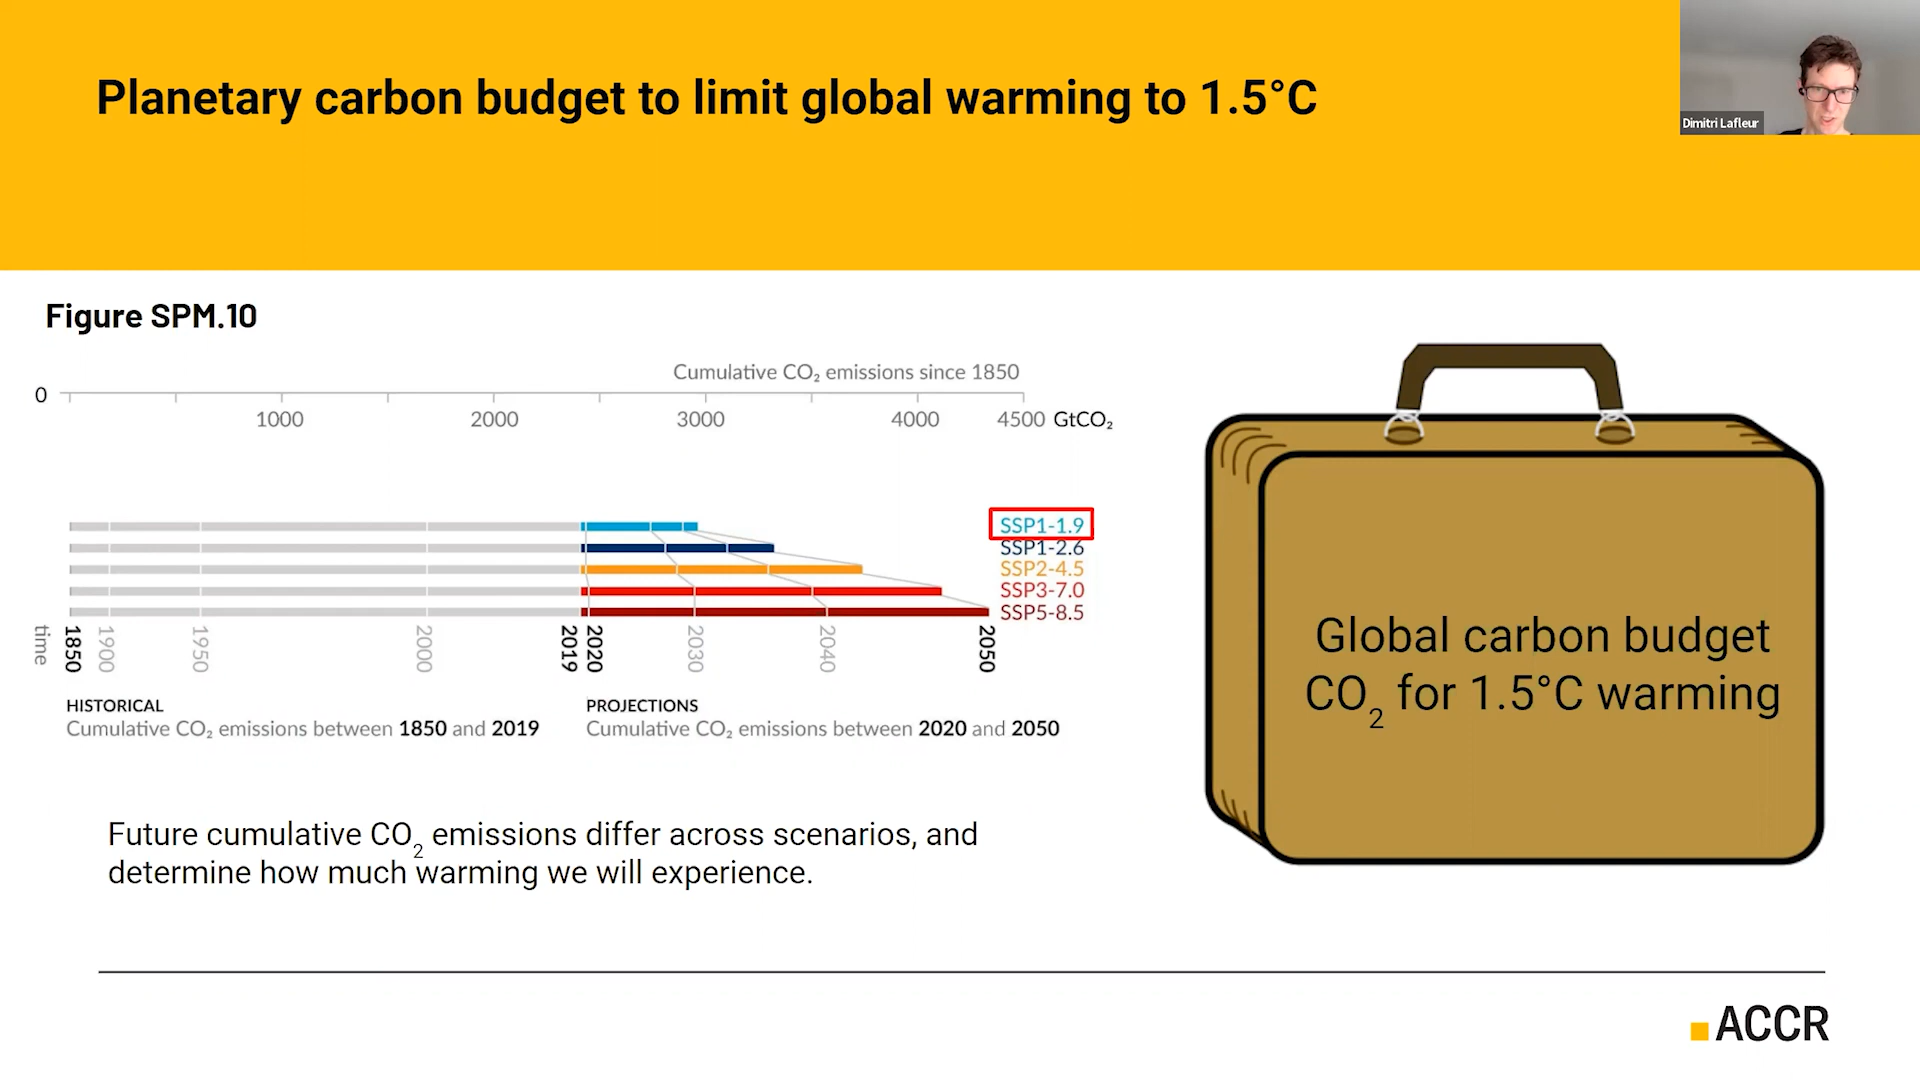 Planetary carbon budget to limit global warming to 1.5°C
Dimitri Lafleur
Figure SPM.10
Cumulative CO₂ emissions since 1850
0
1000 2000 3000 4000 4500 GtCO₂
SSP1-1.9
SSP1-2.6
SSP2-4.5
SSP3-7.0
SSP5-8.5
time 1850 1900 1950 2000 2019 2020 2030 2040 2050
HISTORICAL
Cumulative CO₂ emissions between 1850 and 2019
PROJECTIONS
Cumulative CO₂ emissions between 2020 and 2050
Global carbon budget
CO₂ for 1.5°C warming
Future cumulative CO₂ emissions differ across scenarios, and
determine how much warming we will experience.
ACCR